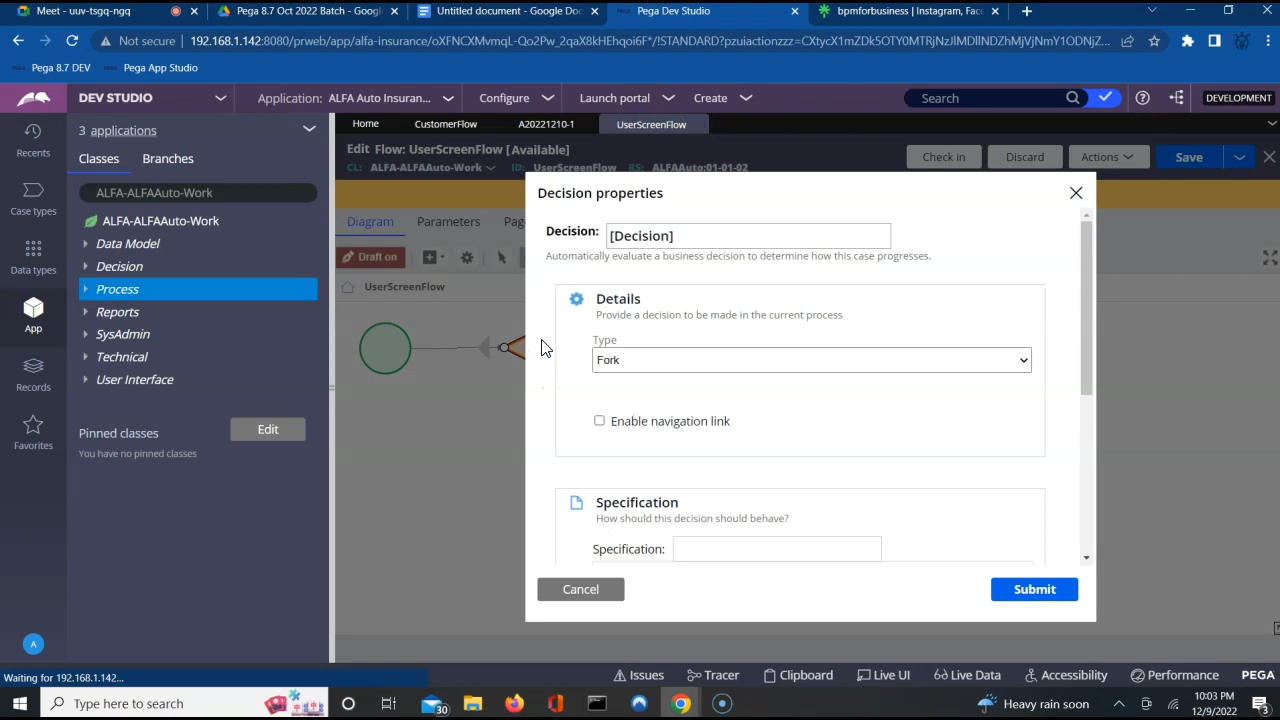 Meet - uuv-tsgq-ngq
Pega 8.7 Oct 2022 Batch - Googl
Untitled document - Google Doc
Pega Dev Studio
bpmforbusiness | Instagram, Fac
Not secure
192.168.1.142:8080/prweb/app/alfa-insurance/oXFNCXMvmqL-Qo2Pw_2qaX8kHEhqoi6F*/!STANDARD?pzuiactionzzz=CXtycX1mZDk5OTY0MTRjNzJlMDllNDZhMjVjNmY1ODNjZ...
Pega 8.7 DEV
Pega App Studio
DEV STUDIO
Application: ALFA Auto Insuran...
Configure
Launch portal
Create
Search
DEVELOPMENT
Recents
Case types
Data types
App
Records
Favorites
A
3 applications
Classes
Branches
ALFA-ALFAAuto-Work
ALFA-ALFAAuto-Work
Data Model
Decision
Process
Reports
SysAdmin
Technical
User Interface
Pinned classes
Edit
You have no pinned classes
Home
CustomerFlow
A20221210-1
UserScreenFlow
Edit Flow: UserScreenFlow [Available]
CL: ALFA-ALFAAuto-Work
ID: UserScreenFlow
RS: ALFAAuto:01-01-02
Check in
Discard
Actions
Save
Diagram
Parameters
Pag
Draft on
UserScreenFlow
Decision properties
Decision: [Decision]
Automatically evaluate a business decision to determine how this case progresses.
Details
Provide a decision to be made in the current process
Type
Fork
Enable navigation link
Specification
How should this decision should behave?
Specification:
Cancel
Submit
Waiting for 192.168.1.142...
Issues
Tracer
Clipboard
Live UI
Live Data
Accessibility
Performance
PEGA
Type here to search
30
Heavy rain soon
10:03 PM
12/9/2022
3